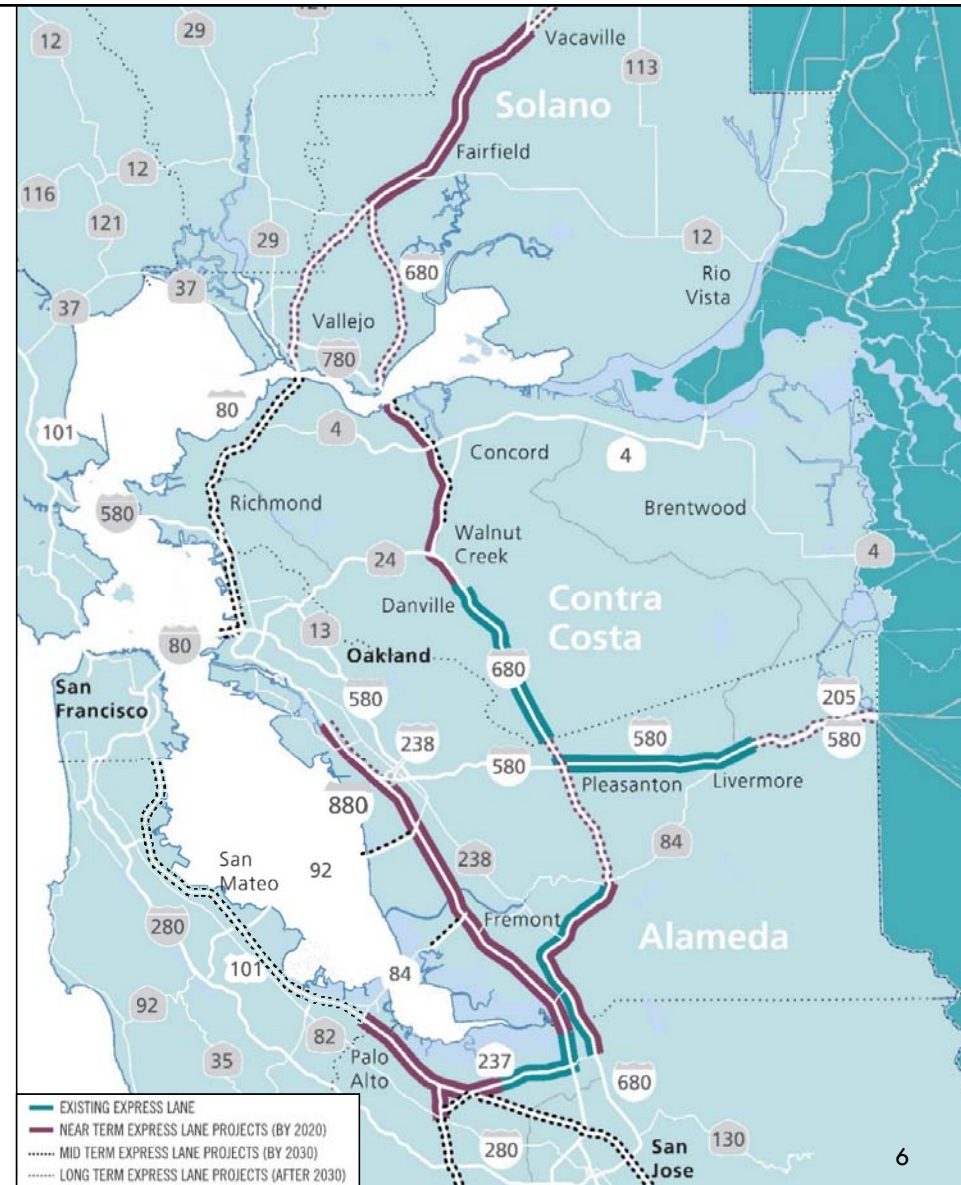 121
12
29
Vacaville
113
Solano
Fairfield
12
116
121
29
12
680
Rio
Vista
37
37
Vallejo
780
80
101
4
Concord
4
Richmond
Brentwood
580
Walnut
Creek
24
4
Danville
Contra
Costa
13
80
Oakland
680
San
Francisco
580
205
238
580
580
580
Pleasanton
Livermore
880
84
San
Mateo
92
238
Fremont
280
Alameda
101
84
92
82
Palo
Alto
237
35
680
280
San
Jose
130
EXISTING EXPRESS LANE
NEAR TERM EXPRESS LANE PROJECTS (BY 2020)
MID TERM EXPRESS LANE PROJECTS (BY 2030)
LONG TERM EXPRESS LANE PROJECTS (AFTER 2030)
6